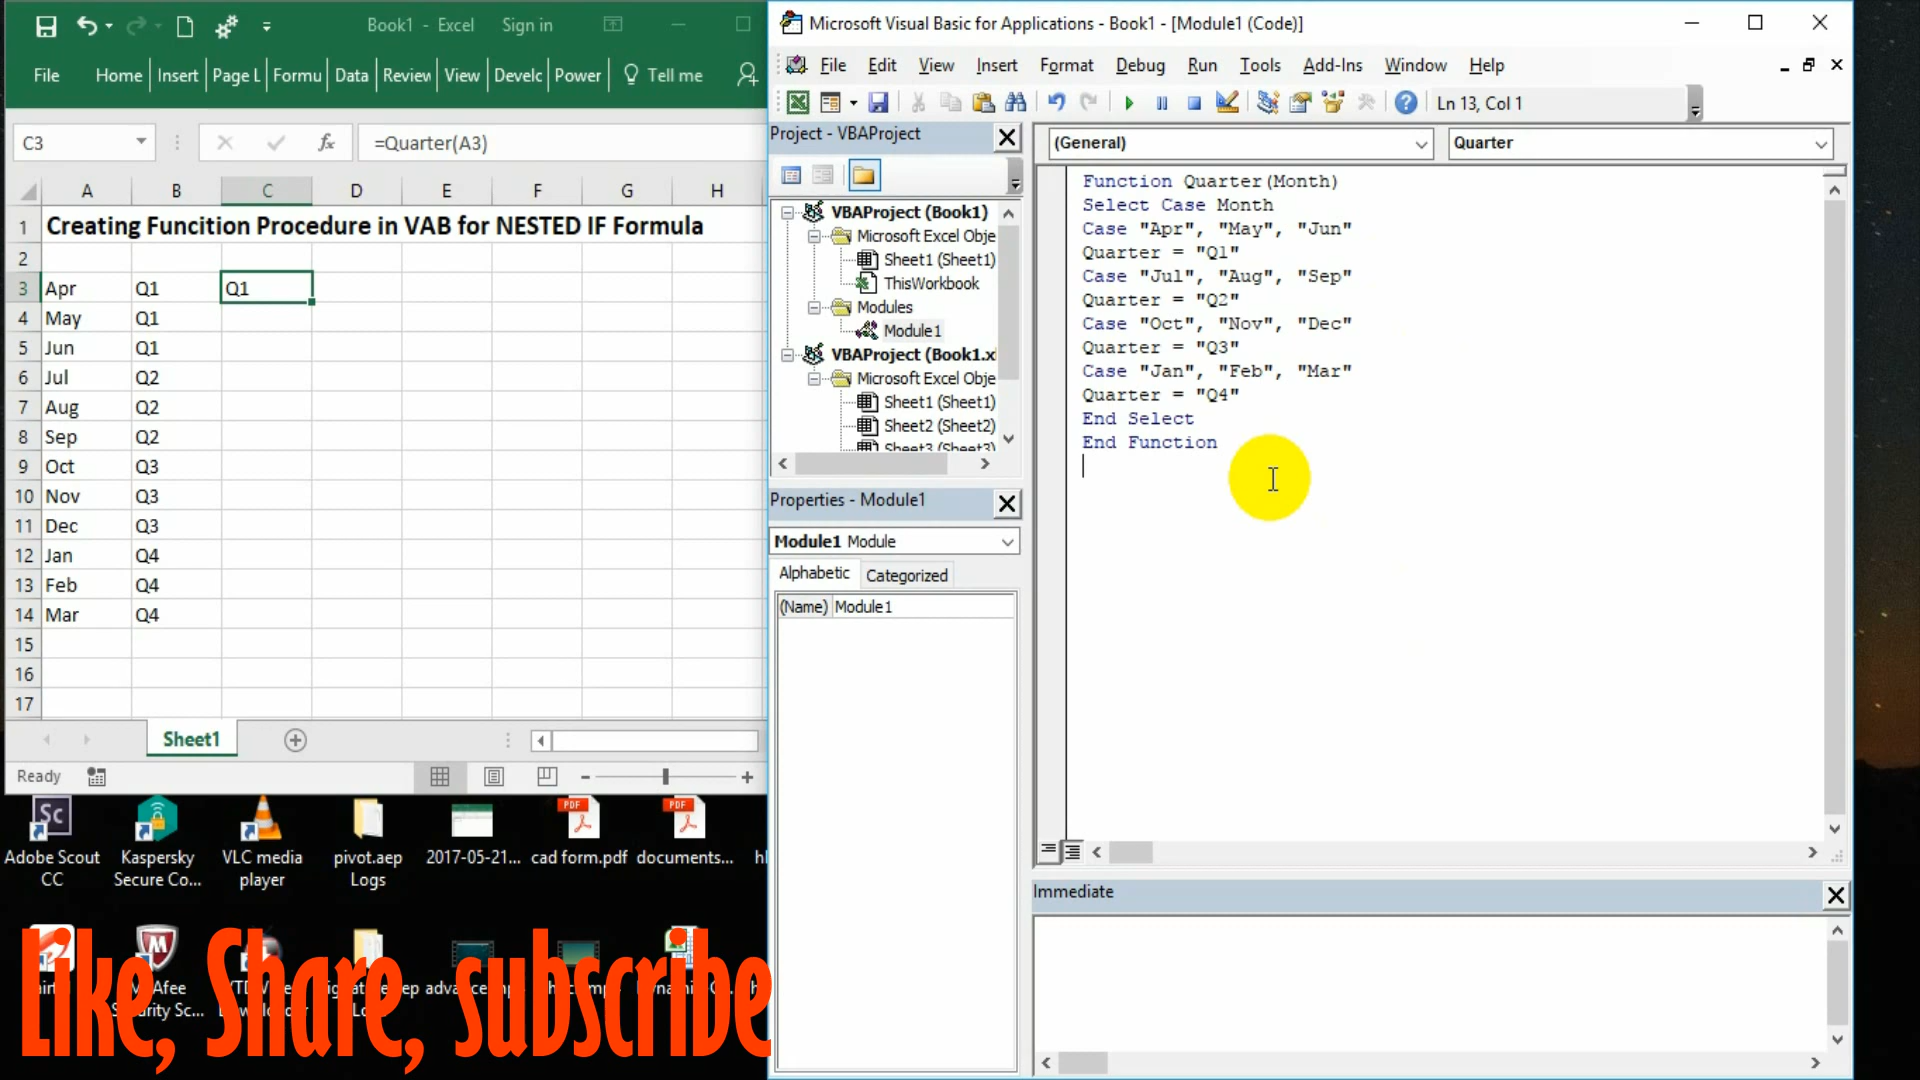 Book1 - Excel
Sign in
File Home Insert Page L Formu Data Review View Develc Power Tell me
C3 fx =Quarter(A3)
A B C D E F G H
1 Creating Funcition Procedure in VAB for NESTED IF Formula
2
3 Apr Q1 Q1
4 May Q1
5 Jun Q1
6 Jul Q2
7 Aug Q2
8 Sep Q2
9 Oct Q3
10 Nov Q3
11 Dec Q3
12 Jan Q4
13 Feb Q4
14 Mar Q4
15
16
17
Sheet1
Ready
Microsoft Visual Basic for Applications - Book1 - [Module1 (Code)]
File Edit View Insert Format Debug Run Tools Add-Ins Window Help
Ln 13, Col 1
Project - VBAProject
VBAProject (Book1)
Microsoft Excel Obje
Sheet1 (Sheet1)
ThisWorkbook
Modules
Module1
VBAProject (Book1.x
Microsoft Excel Obje
Sheet1 (Sheet1)
Sheet2 (Sheet2)
Sheet3 (Sheet3)
Properties - Module1
Module1 Module
Alphabetic Categorized
(Name) Module1
(General) Quarter
Function Quarter(Month)
Select Case Month
Case "Apr", "May", "Jun"
Quarter = "Q1"
Case "Jul", "Aug", "Sep"
Quarter = "Q2"
Case "Oct", "Nov", "Dec"
Quarter = "Q3"
Case "Jan", "Feb", "Mar"
Quarter = "Q4"
End Select
End Function
Immediate
Sc
PDF
PDF
Adobe Scout CC
Kaspersky Secure Co...
VLC media player
pivot.aep Logs
2017-05-21...
cad form.pdf
documents...
Like, Share, subscribe